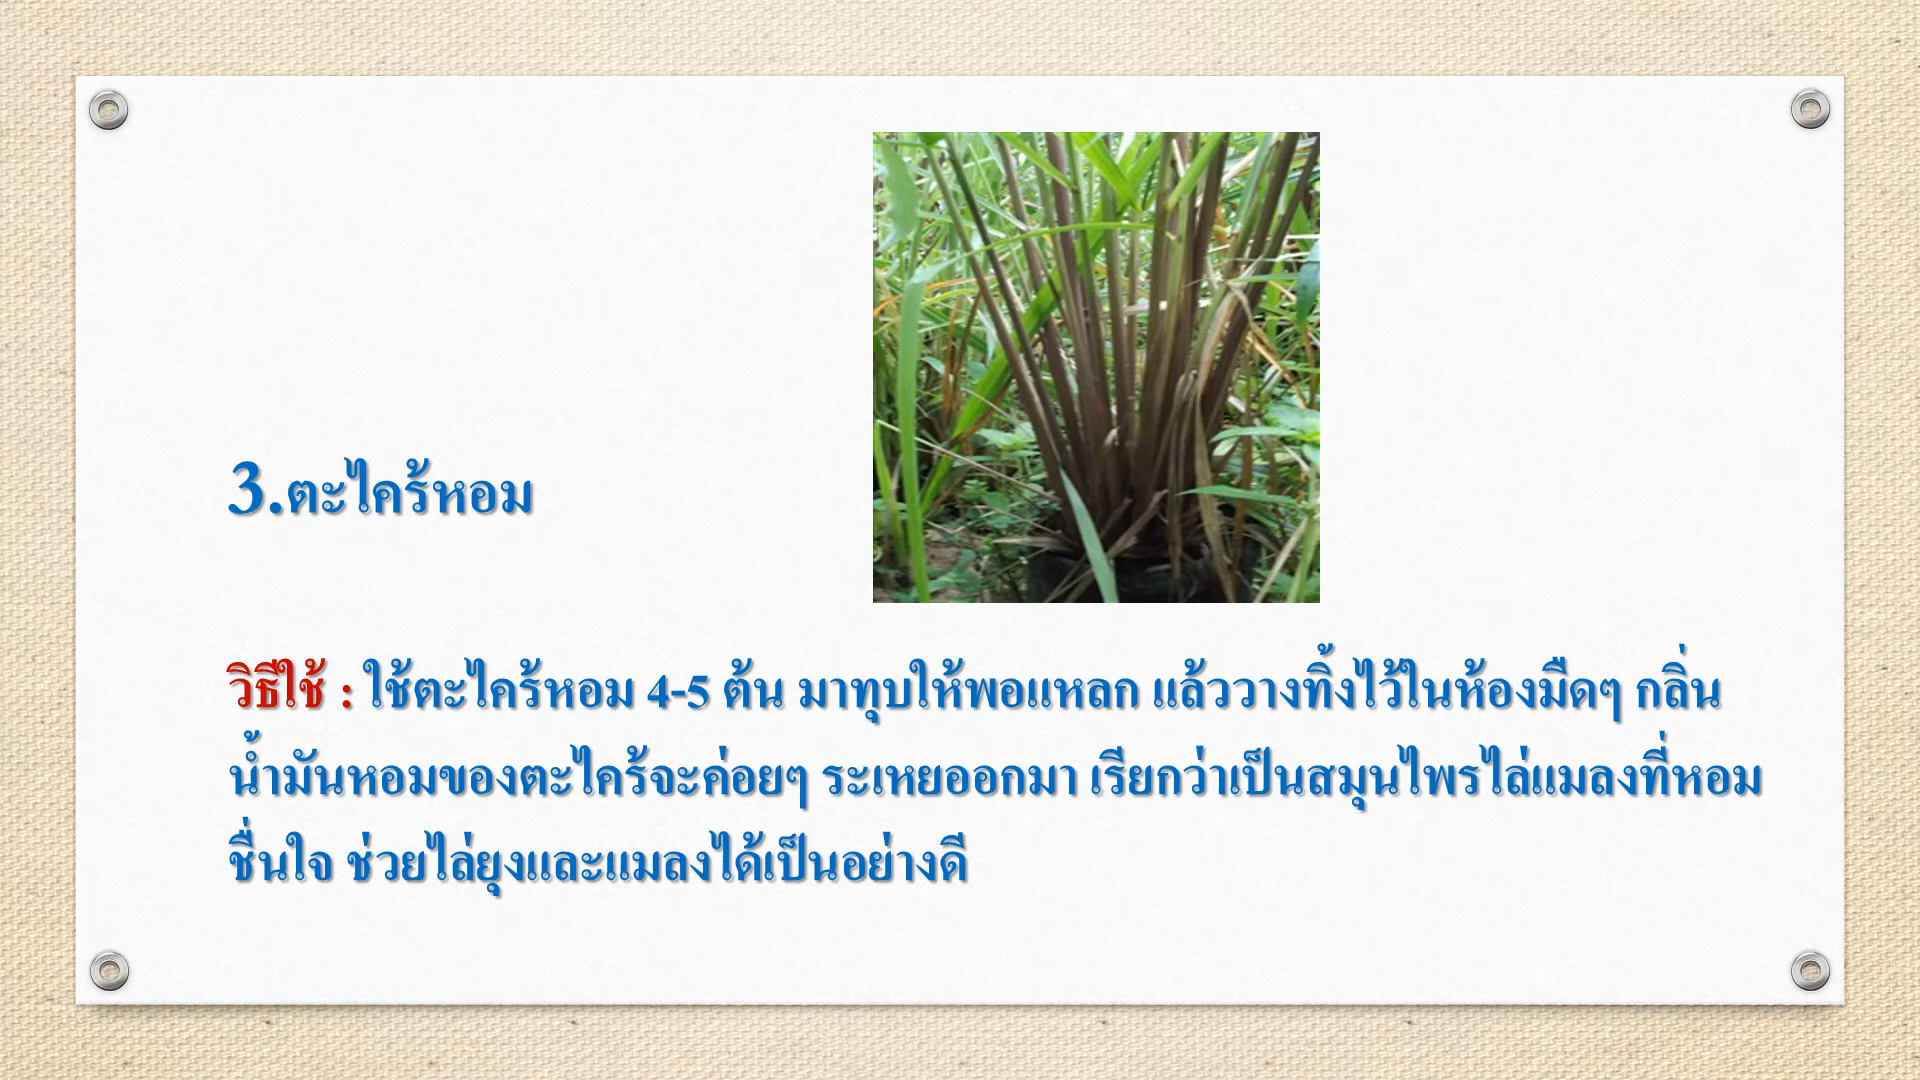 3.ตะไคร้หอม
วิธีใช้ : ใช้ตะไคร้หอม 4-5 ต้น มาทุบให้พอแหลก แล้ววางทิ้งไว้ในห้องมืดๆ กลิ่น
น้ำมันหอมของตะไคร้จะค่อยๆ ระเหยออกมา เรียกว่าเป็นสมุนไพรไล่แมลงที่หอม
ชื่นใจ ช่วยไล่ยุงและแมลงได้เป็นอย่างดี